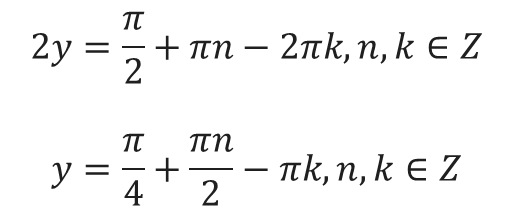 2y = π/2 + πn − 2πk, n, k ∈ Z
y = π/4 + πn/2 − πk, n, k ∈ Z